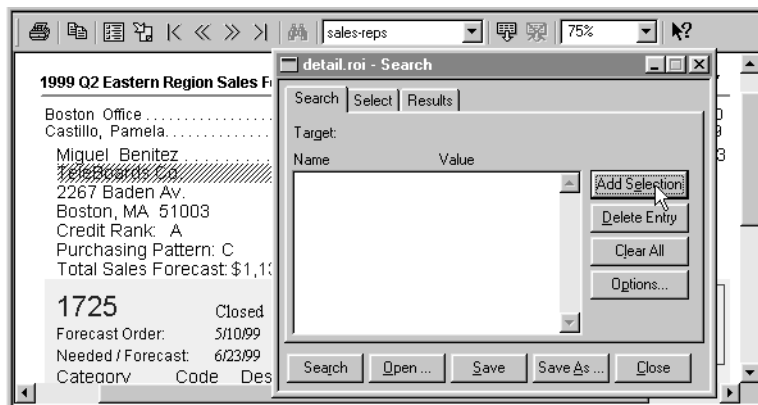 sales-reps 75%
detail.roi - Search
1999 Q2 Eastern Region Sales F
Search Select Results
Boston Office
Castillo, Pamela
Target:
Miguel Benitez
Name Value
TeleBoards Co
2267 Baden Av.
Add Selection
Boston, MA 51003
Delete Entry
Credit Rank: A
Purchasing Pattern: C
Clear All
Total Sales Forecast: $1,1
Options...
1725 Closed
Forecast Order: 5/10/99
Needed / Forecast: 6/23/99
Category Code Des
Search Open ... Save Save As ... Close